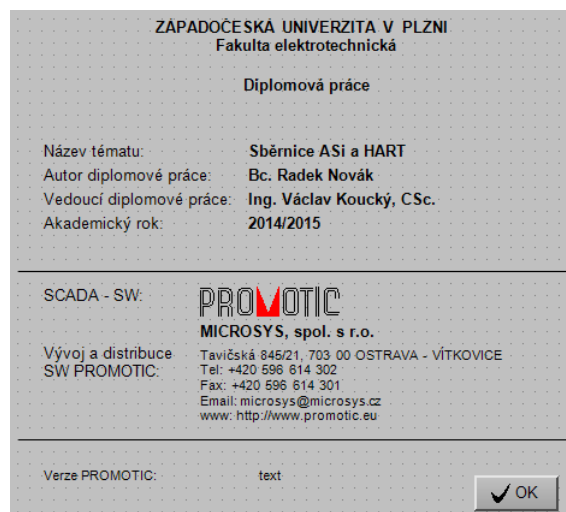 ZÁPADOČESKÁ UNIVERZITA V PLZNI
Fakulta elektrotechnická
Diplomová práce
Název tématu: Sběrnice ASi a HART
Autor diplomové práce: Bc. Radek Novák
Vedoucí diplomové práce: Ing. Václav Koucký, CSc.
Akademický rok: 2014/2015
SCADA - SW: PROMOTIC
MICROSYS, spol. s r.o.
Vývoj a distribuce
SW PROMOTIC:
Tavičská 845/21, 703 00 OSTRAVA - VÍTKOVICE
Tel: +420 596 614 302
Fax: +420 596 614 301
Email: microsys@microsys.cz
www: http://www.promotic.eu
Verze PROMOTIC: text
OK